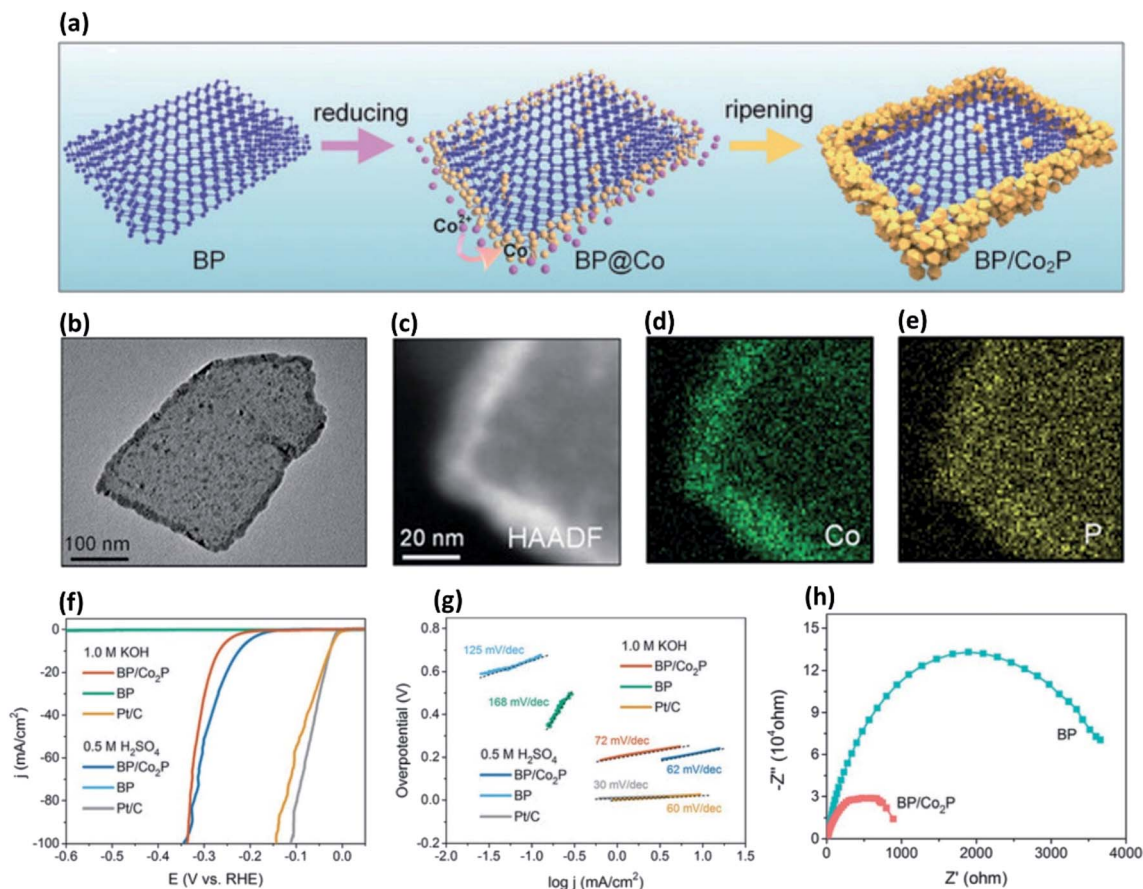 (a)
reducing
ripening
Co²⁺
Co
BP
BP@Co
BP/Co₂P
(b)
100 nm
(c)
20 nm
HAADF
(d)
Co
(e)
P
(f)
0
-20
-40
-60
-80
-100
j (mA/cm²)
1.0 M KOH
BP/Co₂P
BP
Pt/C
0.5 M H₂SO₄
BP/Co₂P
BP
Pt/C
-0.6 -0.5 -0.4 -0.3 -0.2 -0.1 0.0
E (V vs. RHE)
(g)
0.8
0.6
0.4
0.2
0.0
-0.2
Overpotential (V)
125 mV/dec
168 mV/dec
1.0 M KOH
BP/Co₂P
BP
Pt/C
72 mV/dec
62 mV/dec
30 mV/dec
60 mV/dec
0.5 M H₂SO₄
BP/Co₂P
BP
Pt/C
-2.5 -2.0 -1.5 -1.0 -0.5 0.0 0.5 1.0 1.5
log j (mA/cm²)
(h)
-15
-12
-9
-6
3
0
-Z'' (10⁴ohm)
BP
BP/Co₂P
0 1000 2000 3000 4000
Z' (ohm)